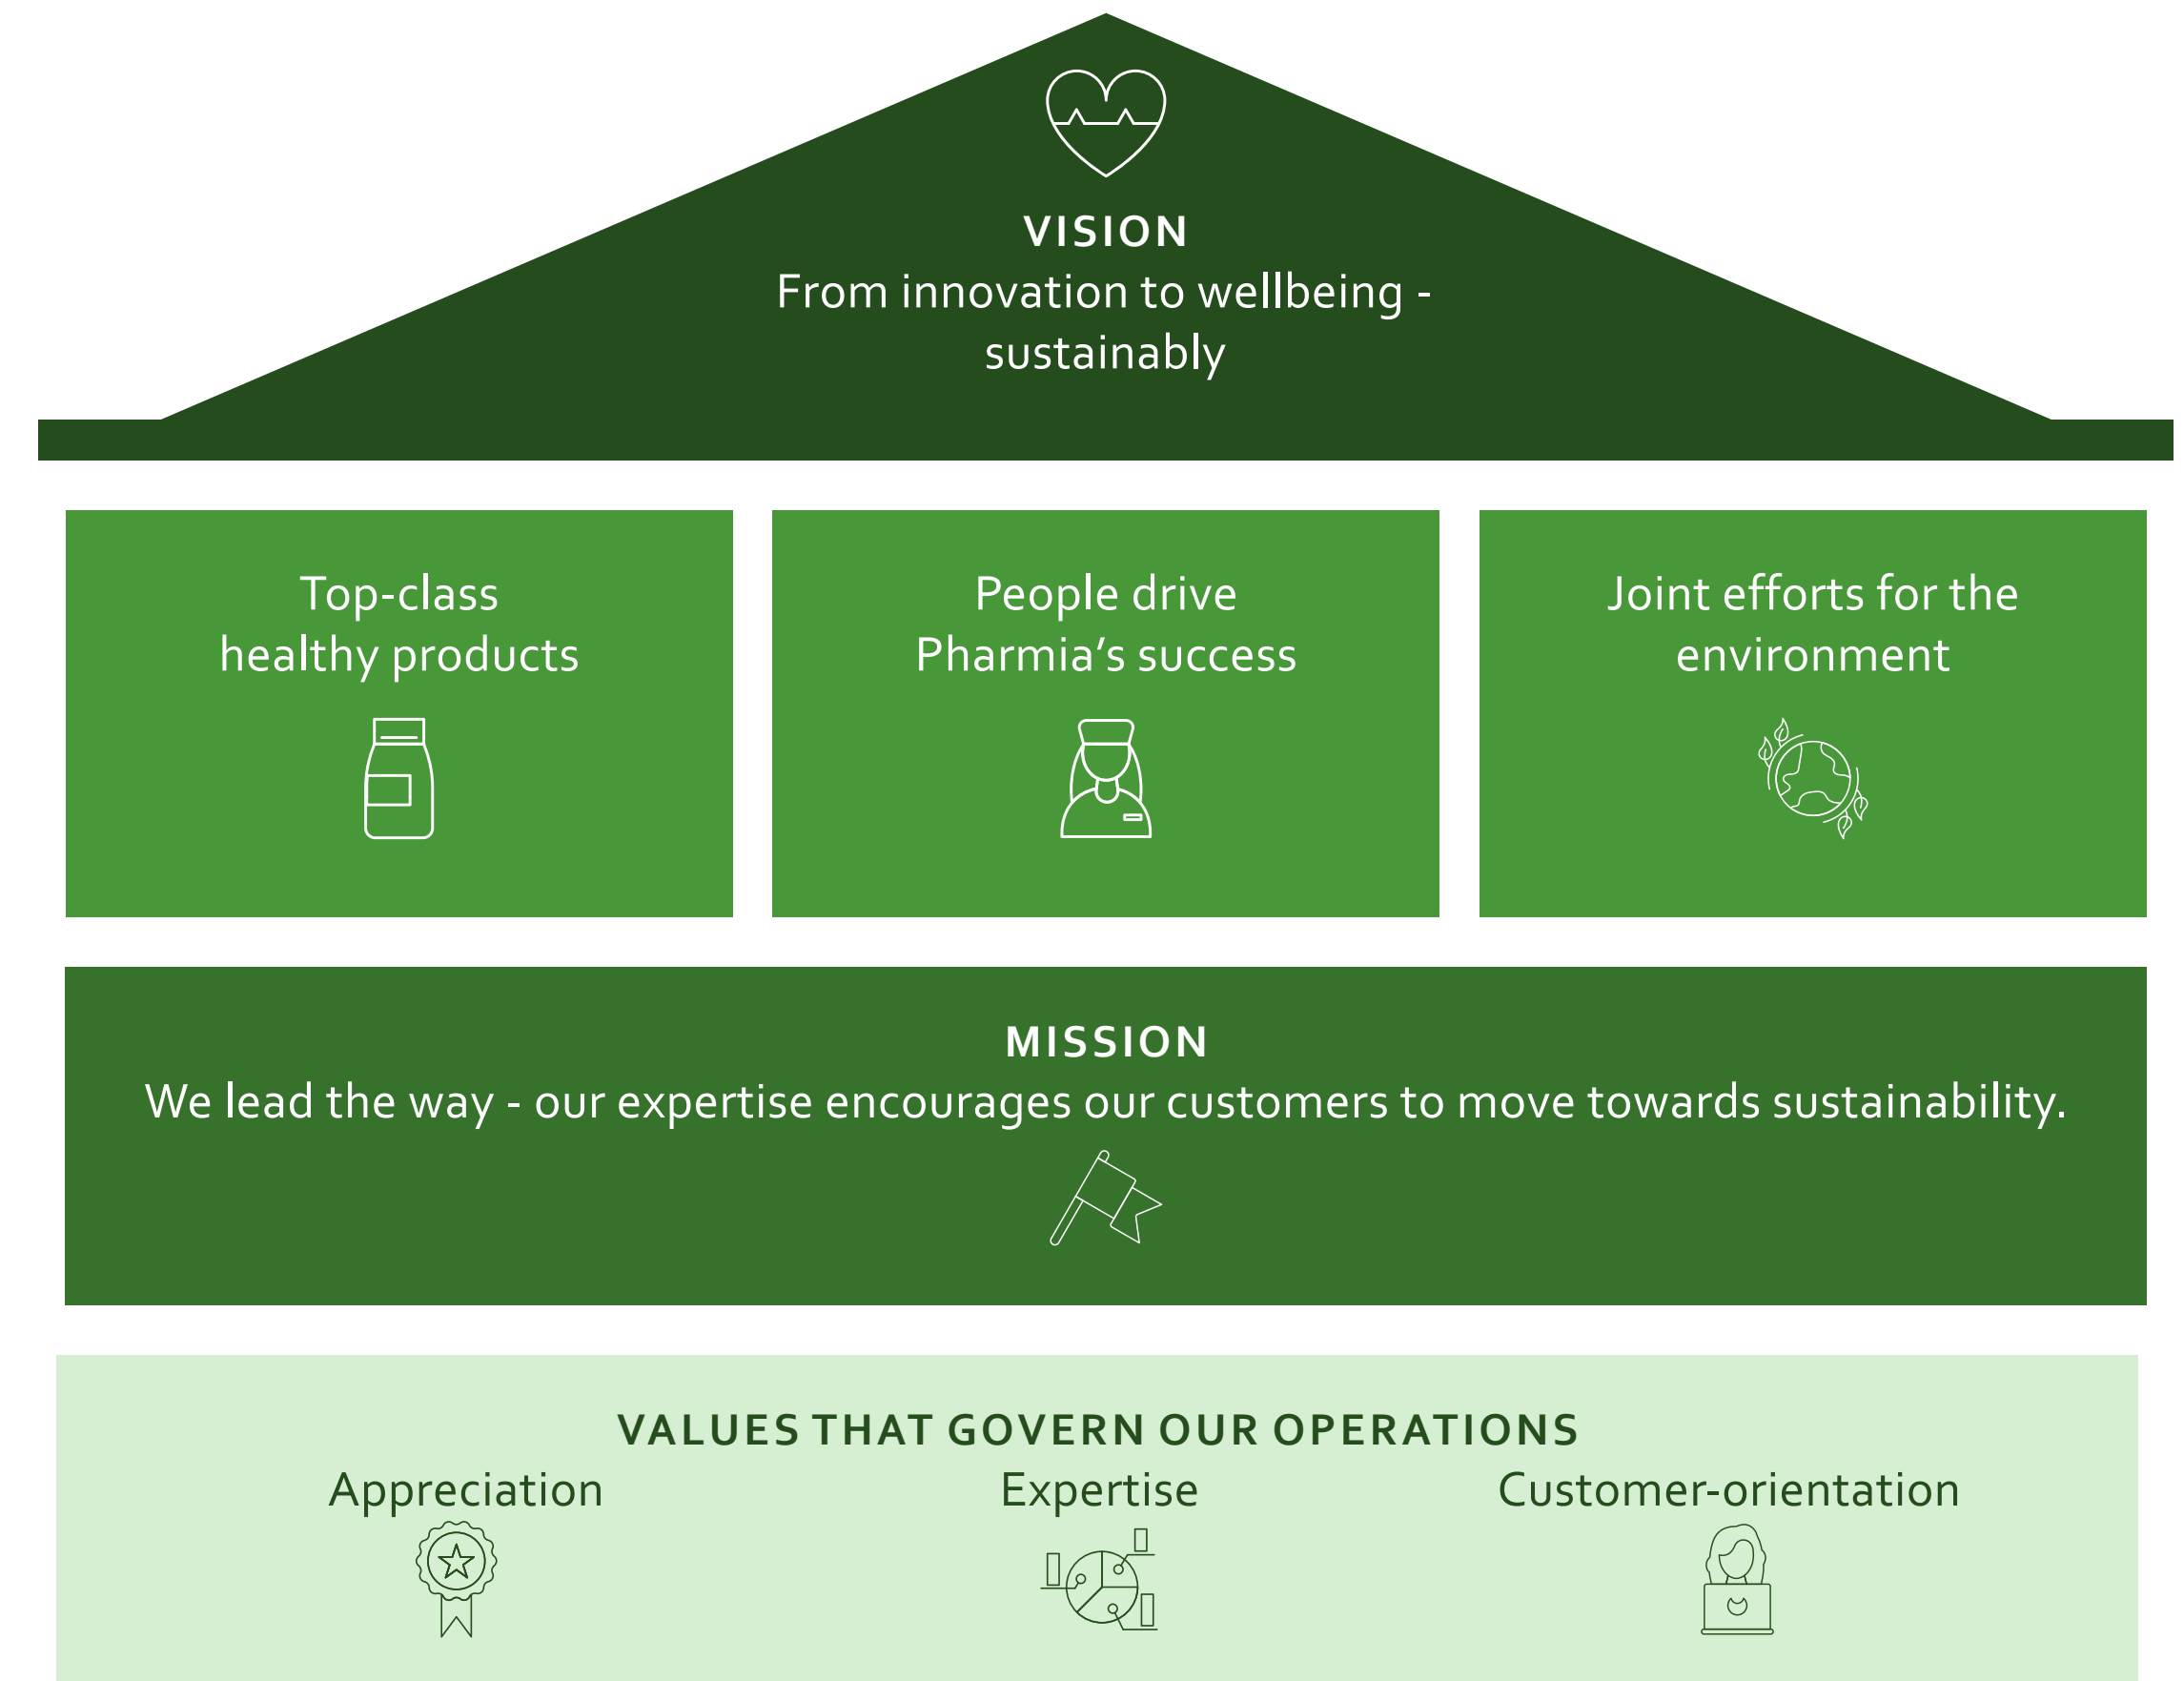 VISION
From innovation to wellbeing -
sustainably
Top-class
healthy products
People drive
Pharmia’s success
Joint efforts for the
environment
MISSION
We lead the way - our expertise encourages our customers to move towards sustainability.
VALUES THAT GOVERN OUR OPERATIONS
Appreciation
Expertise
Customer-orientation